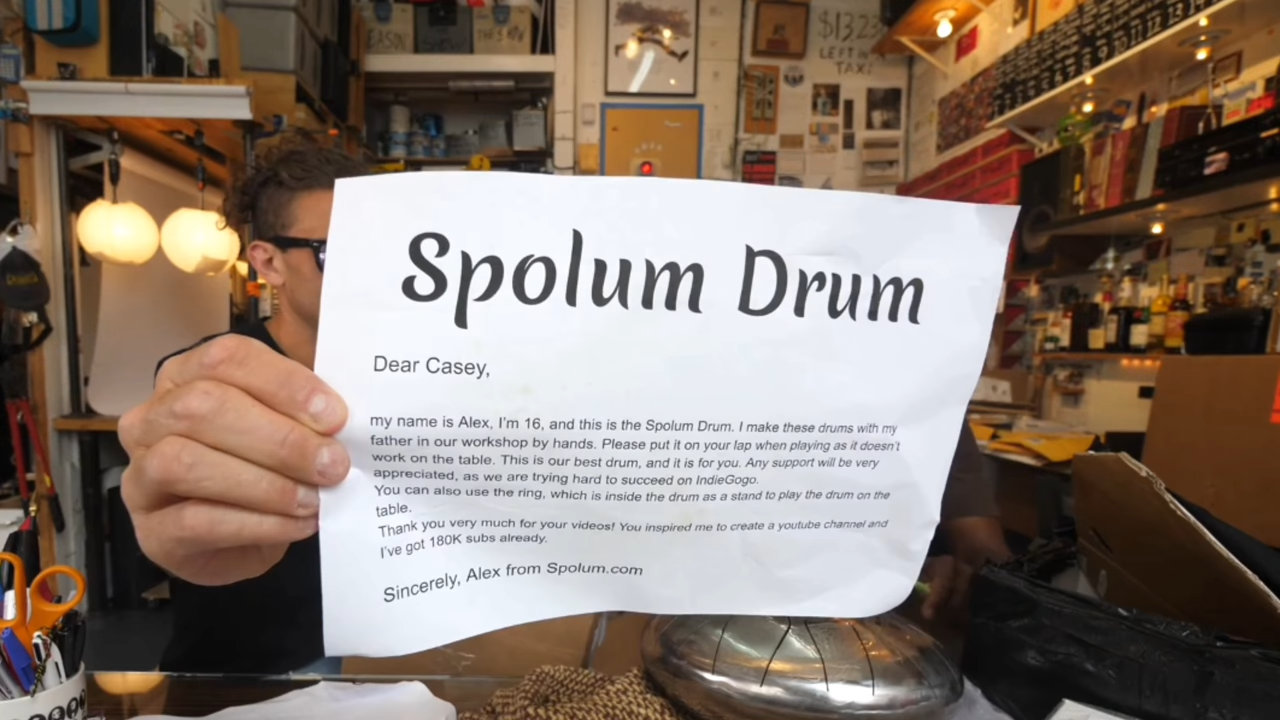 $1323
LEFT IN
TAXI
Spolum Drum
Dear Casey,
my name is Alex, I'm 16, and this is the Spolum Drum. I make these drums with my
father in our workshop by hands. Please put it on your lap when playing as it doesn't
work on the table. This is our best drum, and it is for you. Any support will be very
appreciated, as we are trying hard to succeed on IndieGogo.
You can also use the ring, which is inside the drum as a stand to play the drum on the
table.
Thank you very much for your videos! You inspired me to create a youtube channel and
I've got 180K subs already.
Sincerely, Alex from Spolum.com